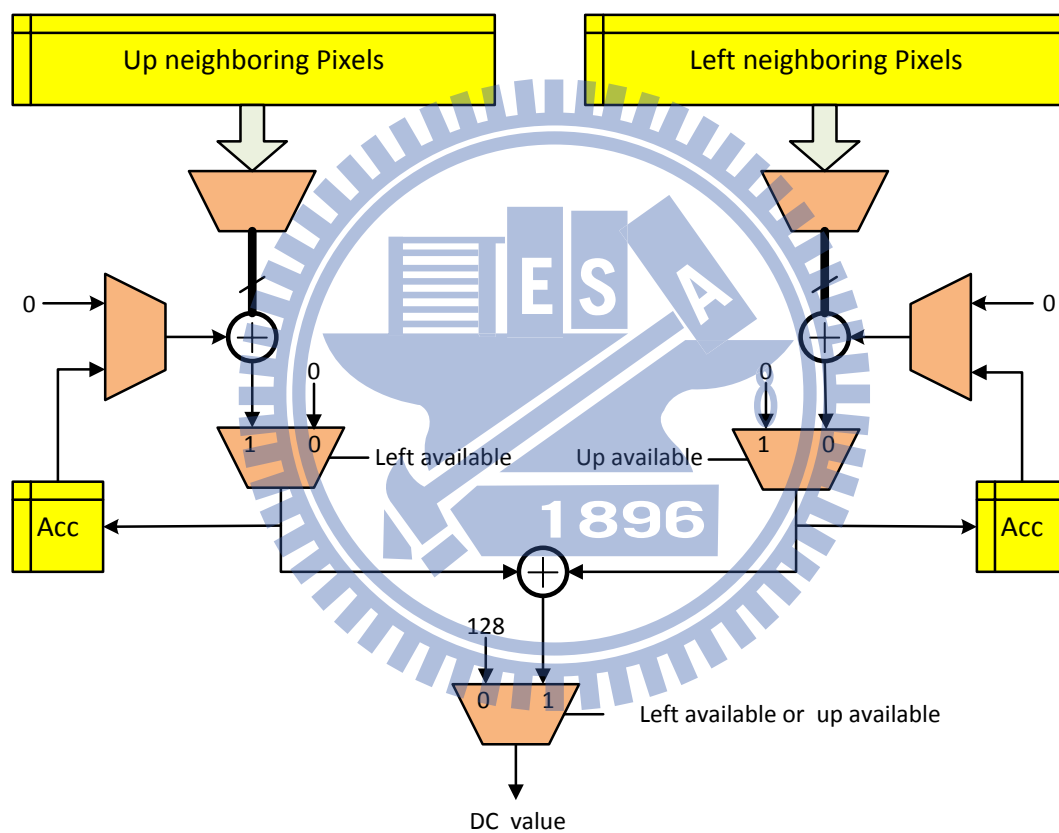 Up neighboring Pixels
Left neighboring Pixels
ESA
0
0
0
0
1 0
1 0
Left available
Up available
Acc
Acc
1896
128
0 1
Left available or up available
DC value